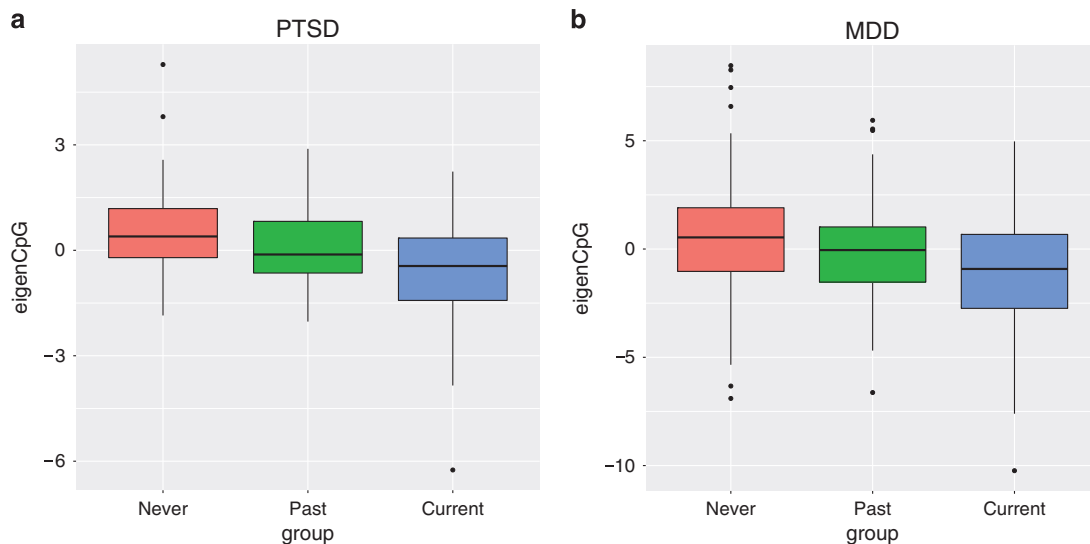 a
PTSD
eigenCpG
3
0
−3
−6
Never Past Current
group
b
MDD
eigenCpG
5
0
−5
−10
Never Past Current
group